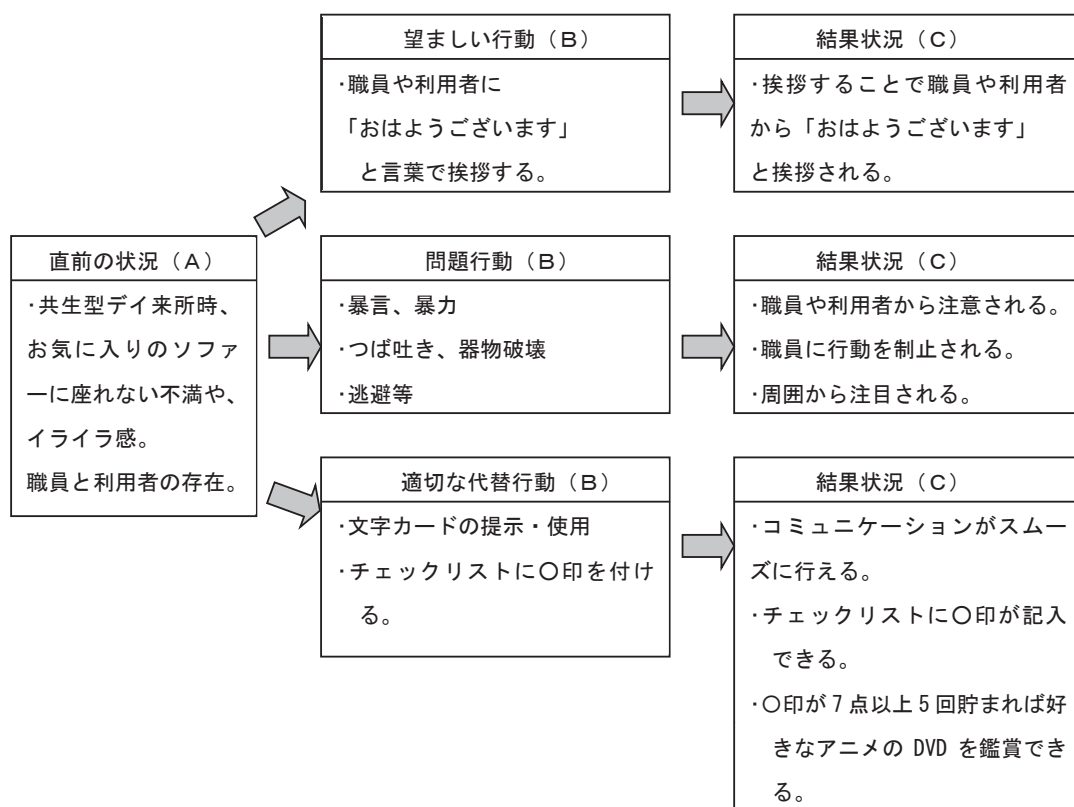 望ましい行動（Ｂ）
・職員や利用者に
「おはようございます」
と言葉で挨拶する。
結果状況（Ｃ）
・挨拶することで職員や利用者
から「おはようございます」
と挨拶される。
直前の状況（Ａ）
・共生型デイ来所時、
お気に入りのソファ
ーに座れない不満や、
イライラ感。
職員と利用者の存在。
問題行動（Ｂ）
・暴言、暴力
・つば吐き、器物破壊
・逃避等
結果状況（Ｃ）
・職員や利用者から注意される。
・職員に行動を制止される。
・周囲から注目される。
適切な代替行動（Ｂ）
・文字カードの提示・使用
・チェックリストに〇印を付け
る。
結果状況（Ｃ）
・コミュニケーションがスムー
ズに行える。
・チェックリストに〇印が記入
できる。
・〇印が７点以上５回貯まれば好
きなアニメの DVD を鑑賞でき
る。